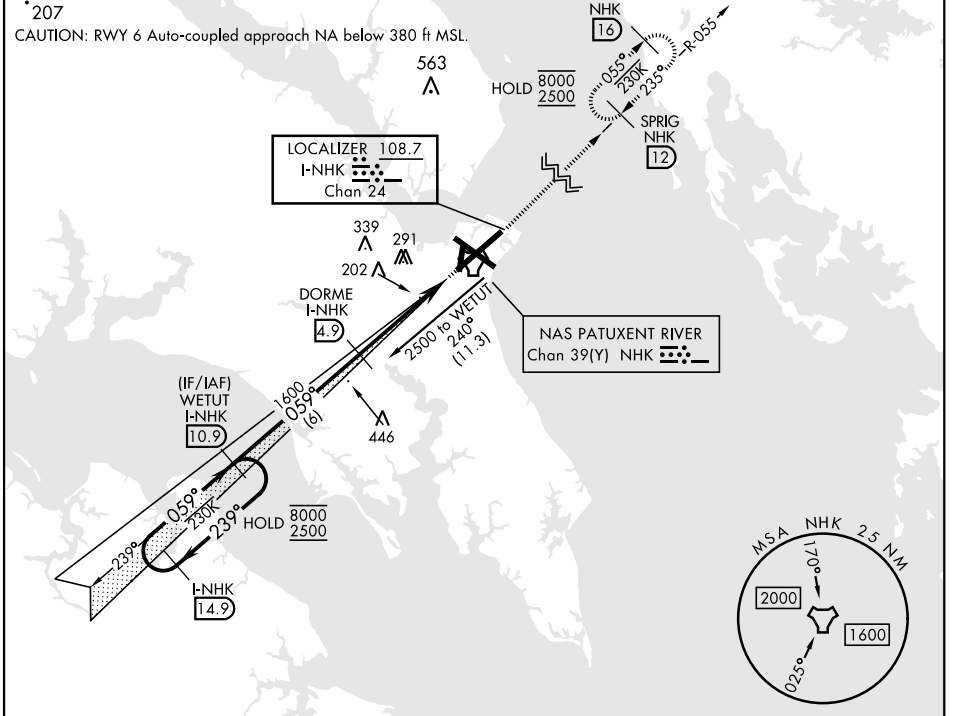 207
CAUTION: RWY 6 Auto-coupled approach NA below 380 ft MSL.
563
NHK
16
R-055
055°
230K
235°
HOLD 8000
2500
SPRIG
NHK
12
LOCALIZER 108.7
I-NHK
Chan 24
339
291
202
DORME
I-NHK
4.9
2500 to WETUT
240°
(11.3)
NAS PATUXENT RIVER
Chan 39(Y) NHK
(IF/IAF)
WETUT
I-NHK
10.9
1600
059°
(6)
446
059°
230K
239°
239°
HOLD 8000
2500
I-NHK
14.9
MSA NHK 25 NM
170°
2000
1600
025°